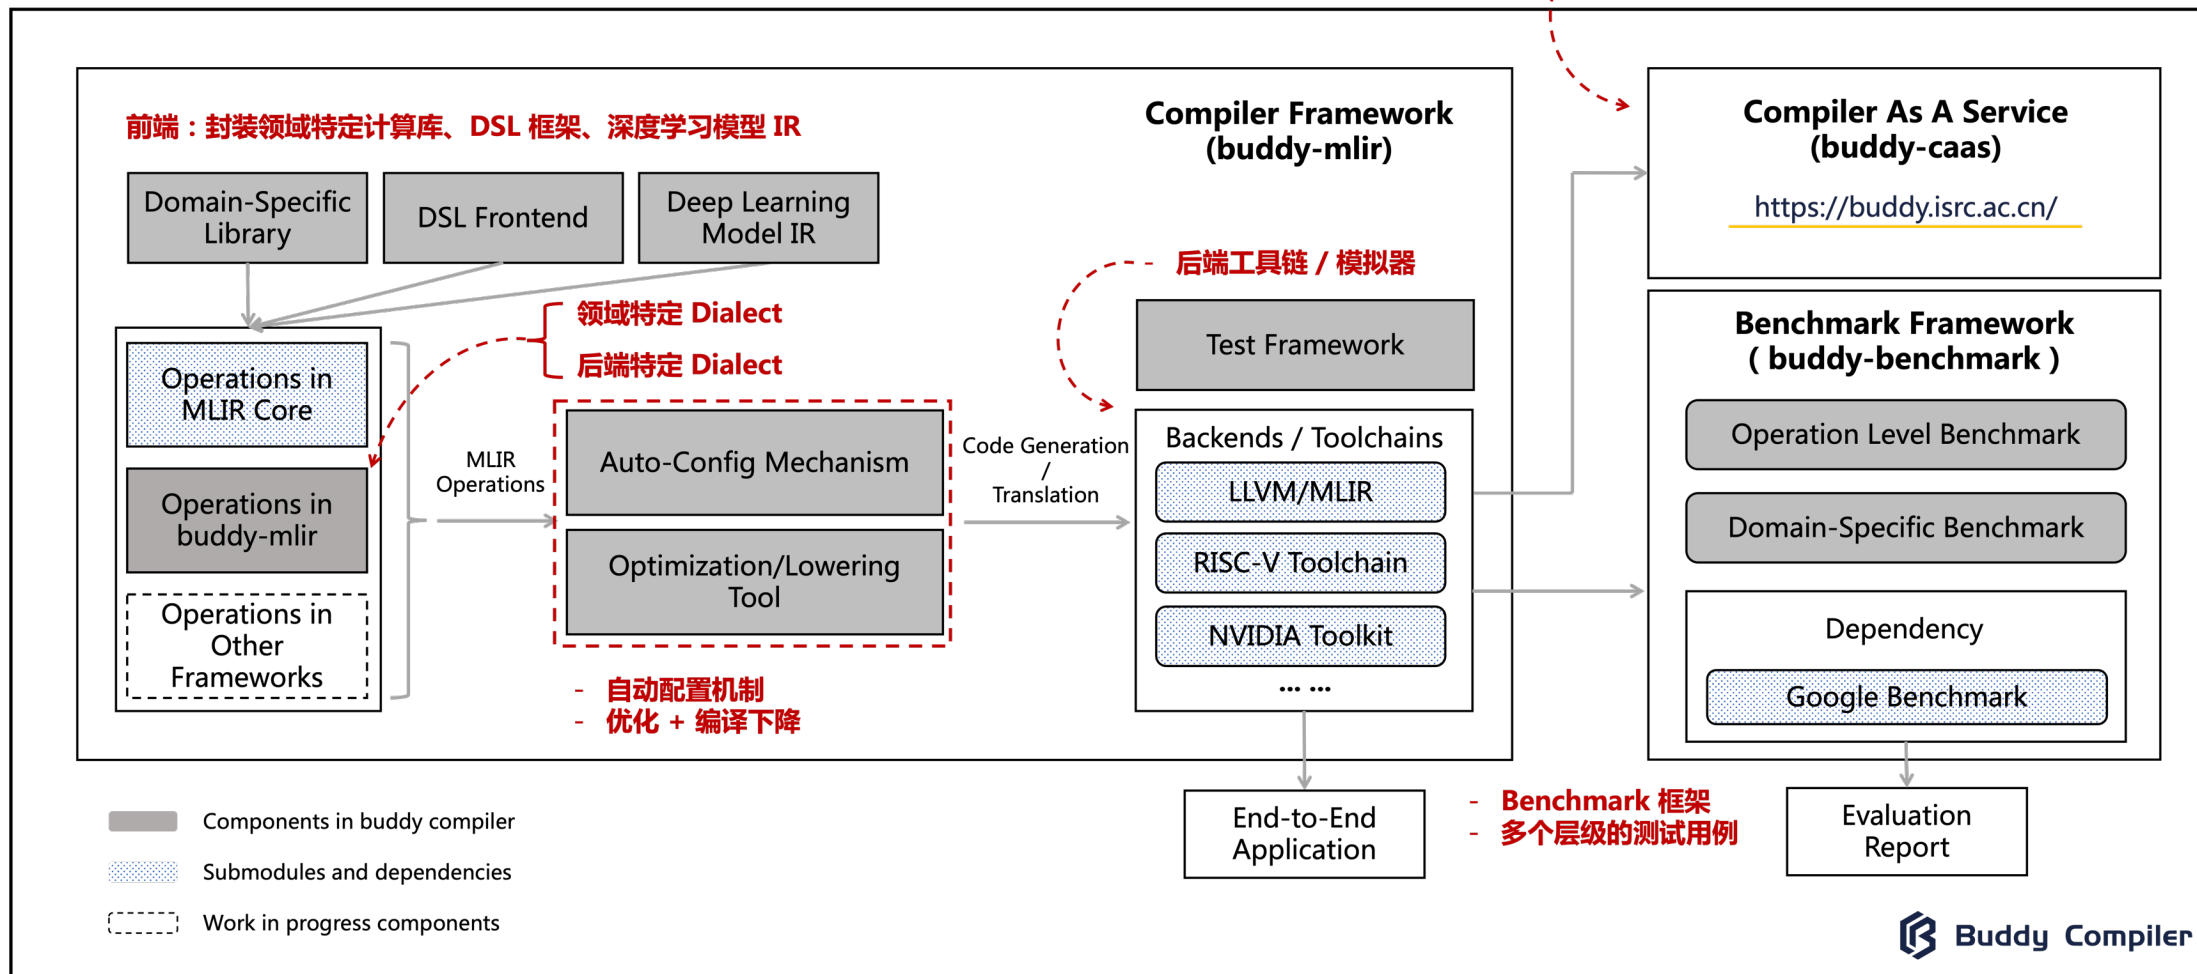 前端：封装领域特定计算库、DSL 框架、深度学习模型 IR
Domain-Specific
Library
DSL Frontend
Deep Learning
Model IR
Compiler Framework
(buddy-mlir)
领域特定 Dialect
后端特定 Dialect
Operations in
MLIR Core
Operations in
buddy-mlir
Operations in
Other
Frameworks
MLIR
Operations
Auto-Config Mechanism
Optimization/Lowering
Tool
- 自动配置机制
- 优化 + 编译下降
Code Generation
/
Translation
- 后端工具链 / 模拟器
Test Framework
Backends / Toolchains
LLVM/MLIR
RISC-V Toolchain
NVIDIA Toolkit
... ...
End-to-End
Application
Compiler As A Service
(buddy-caas)
https://buddy.isrc.ac.cn/
Benchmark Framework
( buddy-benchmark )
Operation Level Benchmark
Domain-Specific Benchmark
Dependency
Google Benchmark
- Benchmark 框架
- 多个层级的测试用例
Evaluation
Report
Components in buddy compiler
Submodules and dependencies
Work in progress components
Buddy Compiler